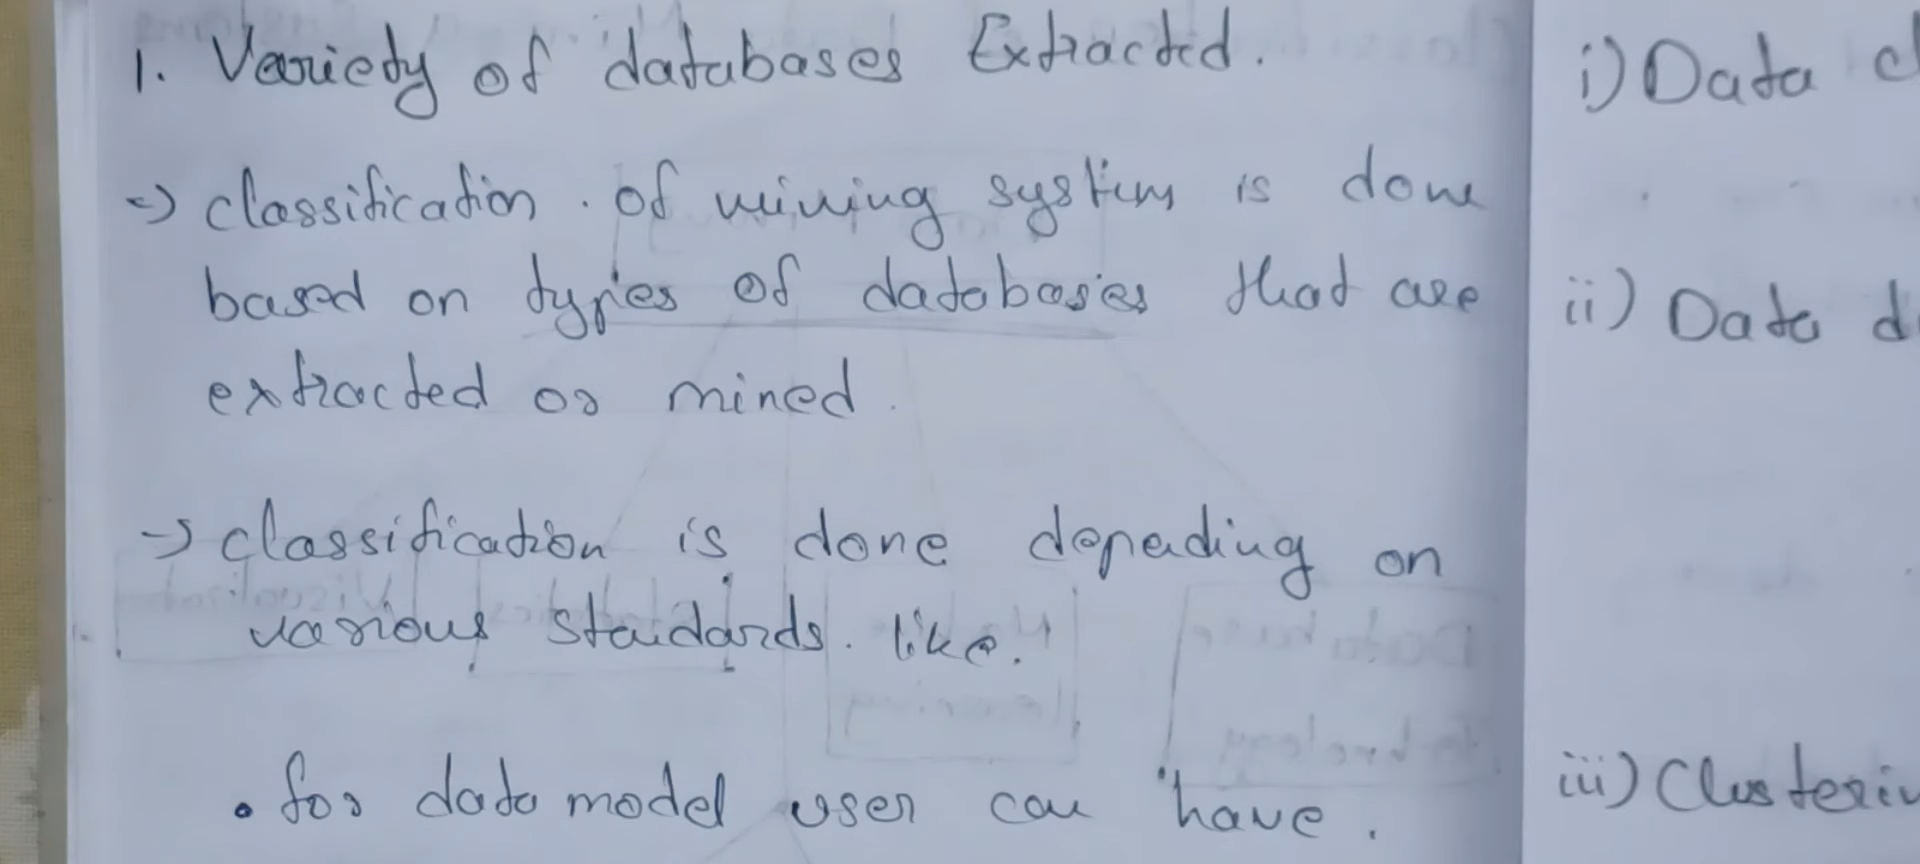 1. Variety of databases Extracted.
=> classification . of mining system is done
based on types of databases that are
extracted or mined.
-> classification is done depending on
various standards. like.
• for data model user can have.
i) Data
ii) Data
iii)